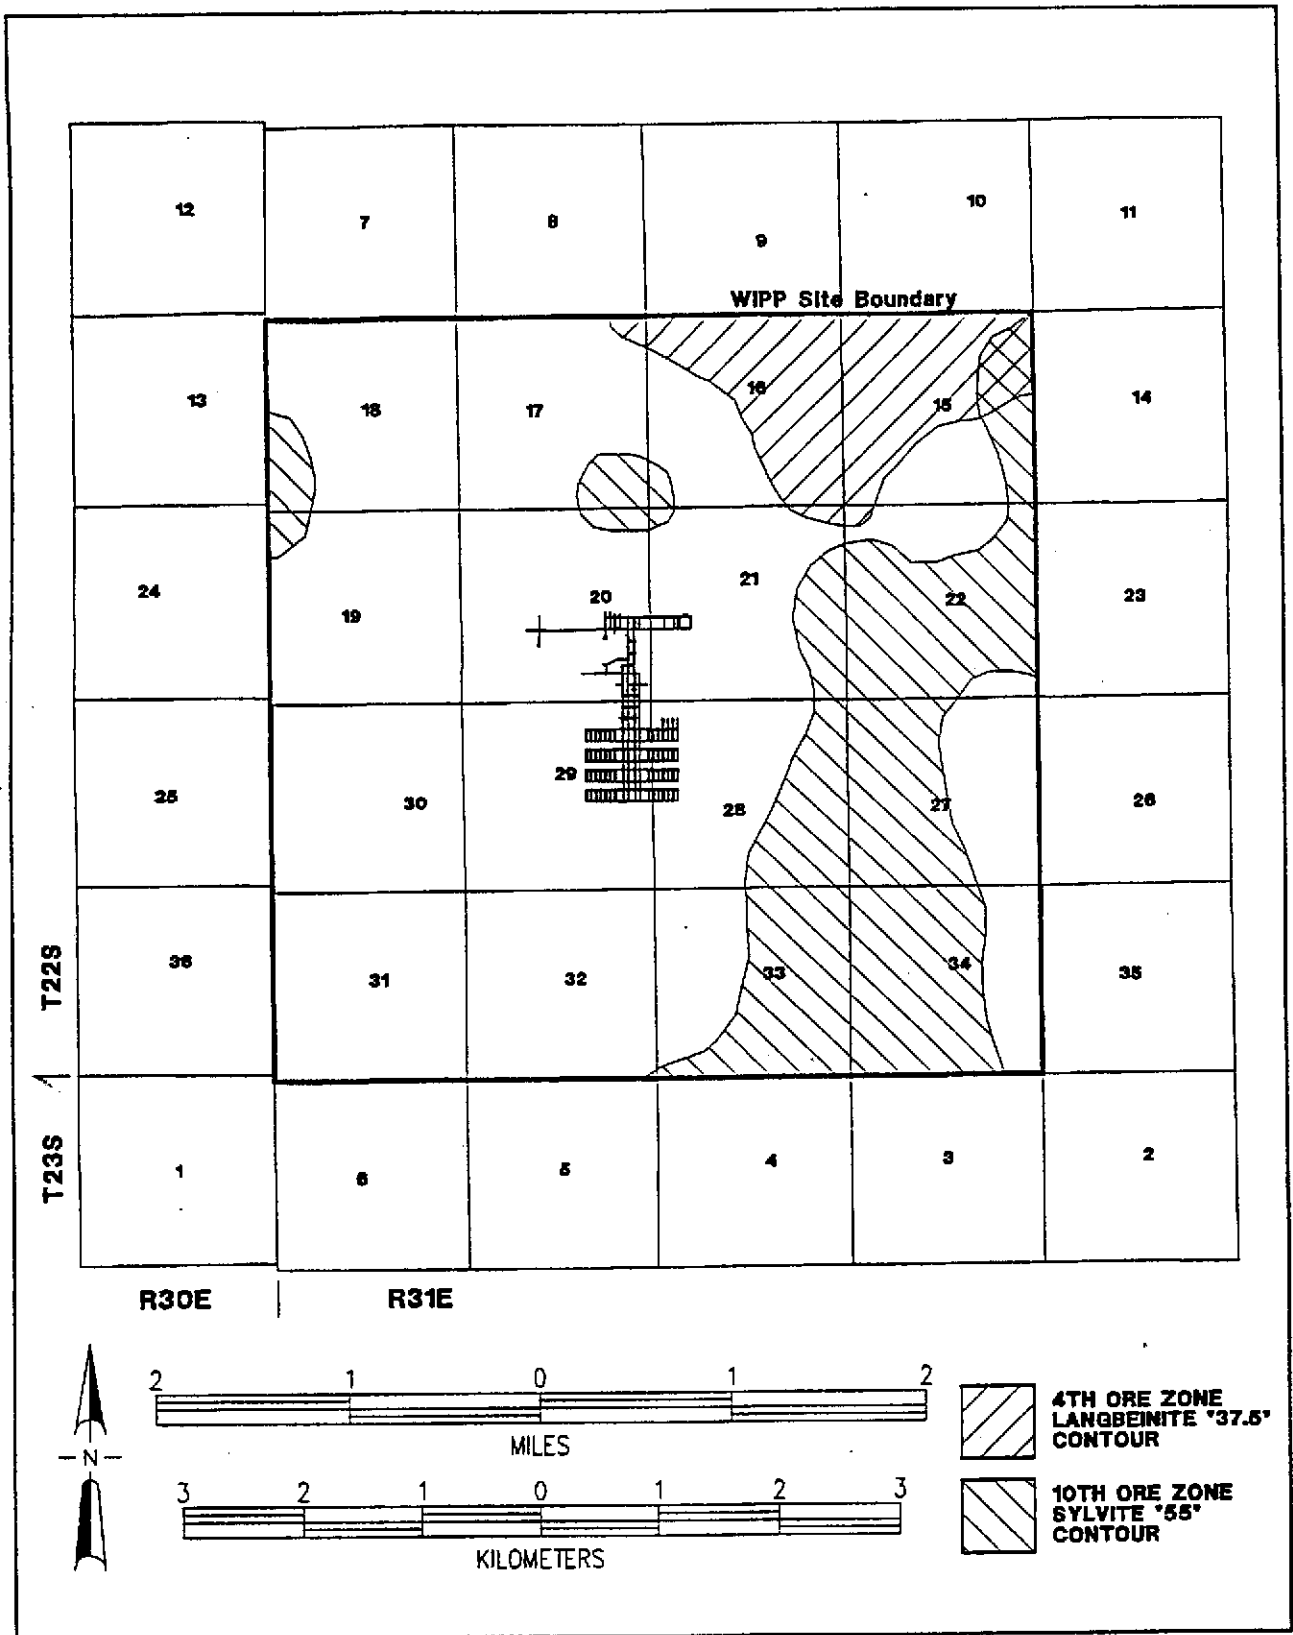 12
7
8
9
10
11
WIPP Site Boundary
13
18
17
16
15
14
24
19
20
21
22
23
25
30
29
28
27
26
T22S
36
31
32
33
34
35
T23S
1
6
5
4
3
2
R30E
R31E
2 1 0 1 2
MILES
N
3 2 1 0 1 2 3
KILOMETERS
4TH ORE ZONE
LANGBEINITE "37.5"
CONTOUR
10TH ORE ZONE
SYLVITE "55"
CONTOUR